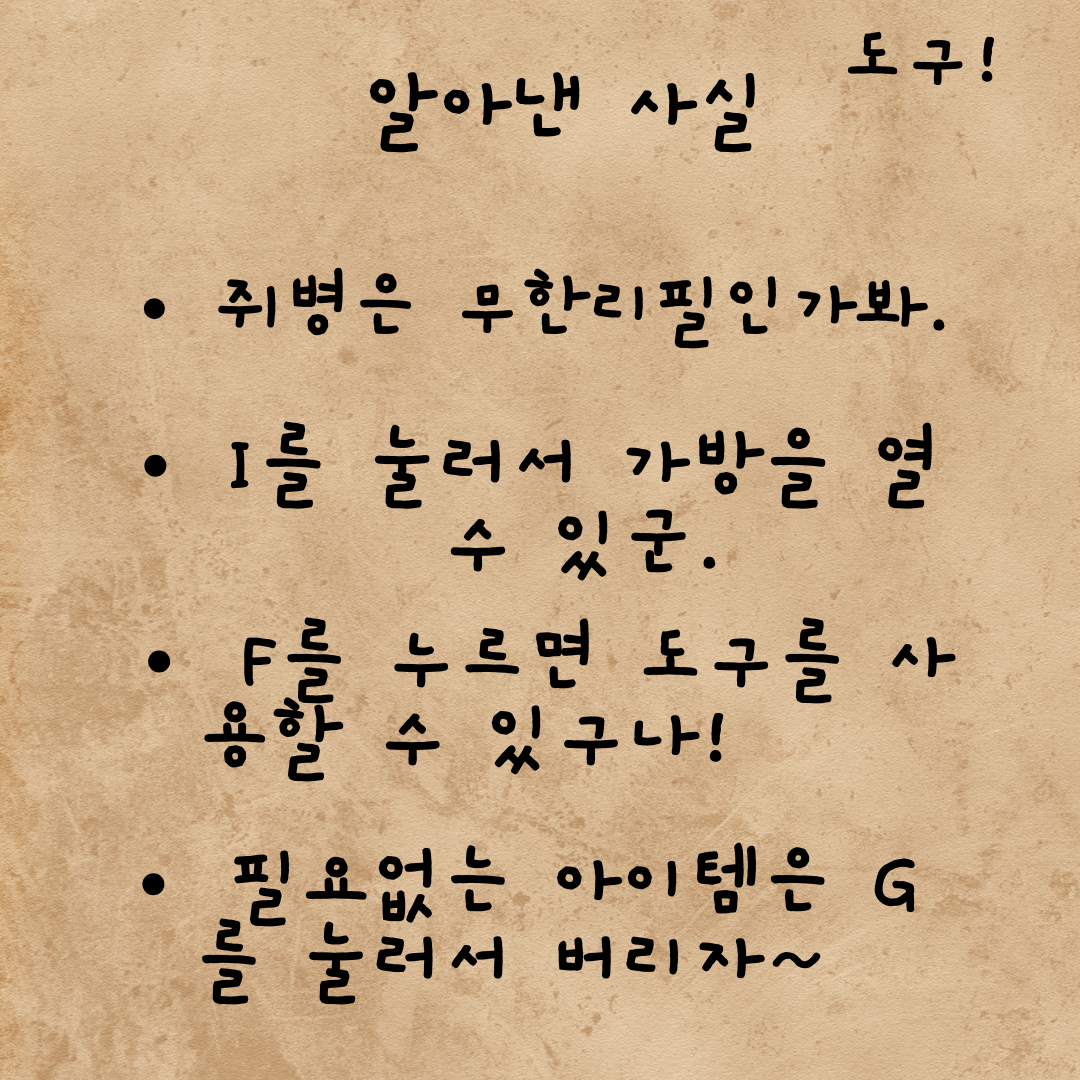 도구!
알아낸 사실
• 쥐병은 무한리필인가봐.
• I를 눌러서 가방을 열
수 있군.
• F를 누르면 도구를 사
용할 수 있구나!
• 필요없는 아이템은 G
를 눌러서 버리자~